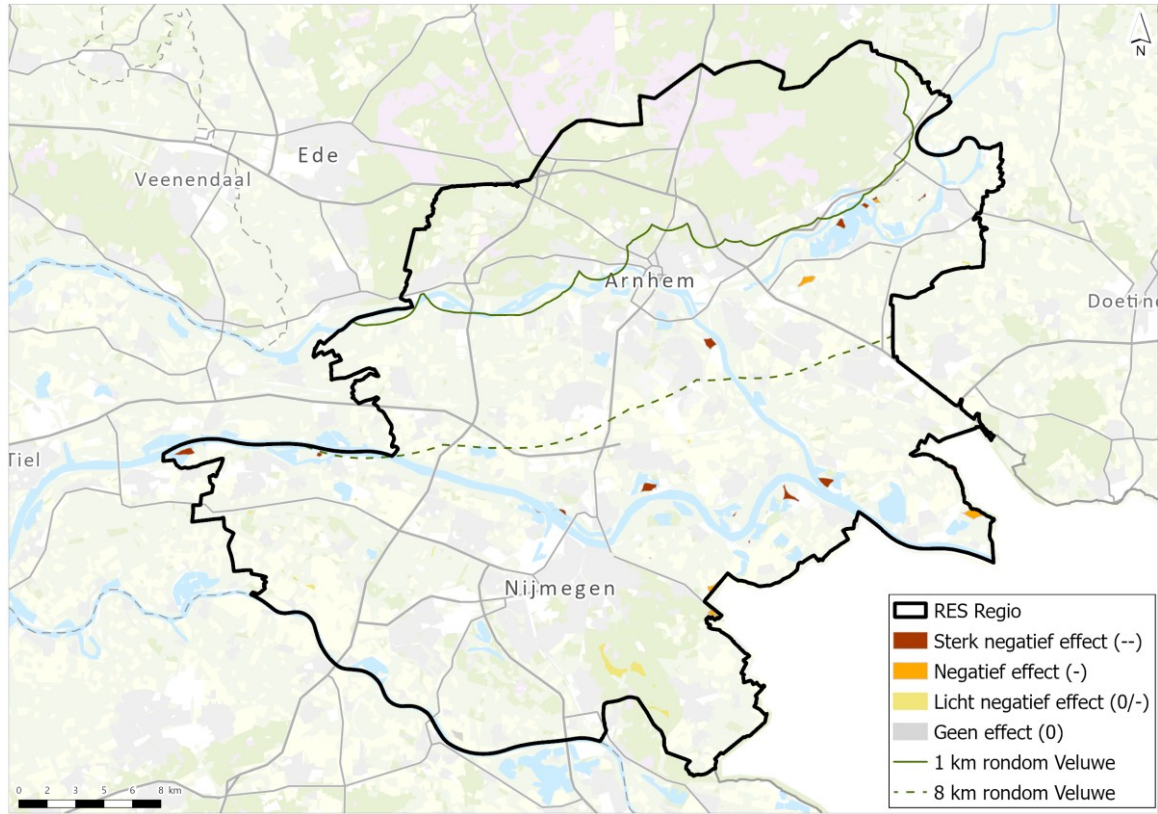 N
Ede
Veenendaal
Arnhem
Doetinc
Tiel
Nijmegen
RES Regio
Sterk negatief effect (--)
Negatief effect (-)
Licht negatief effect (0/-)
Geen effect (0)
1 km rondom Veluwe
8 km rondom Veluwe
0 2 3 5 6 8 km